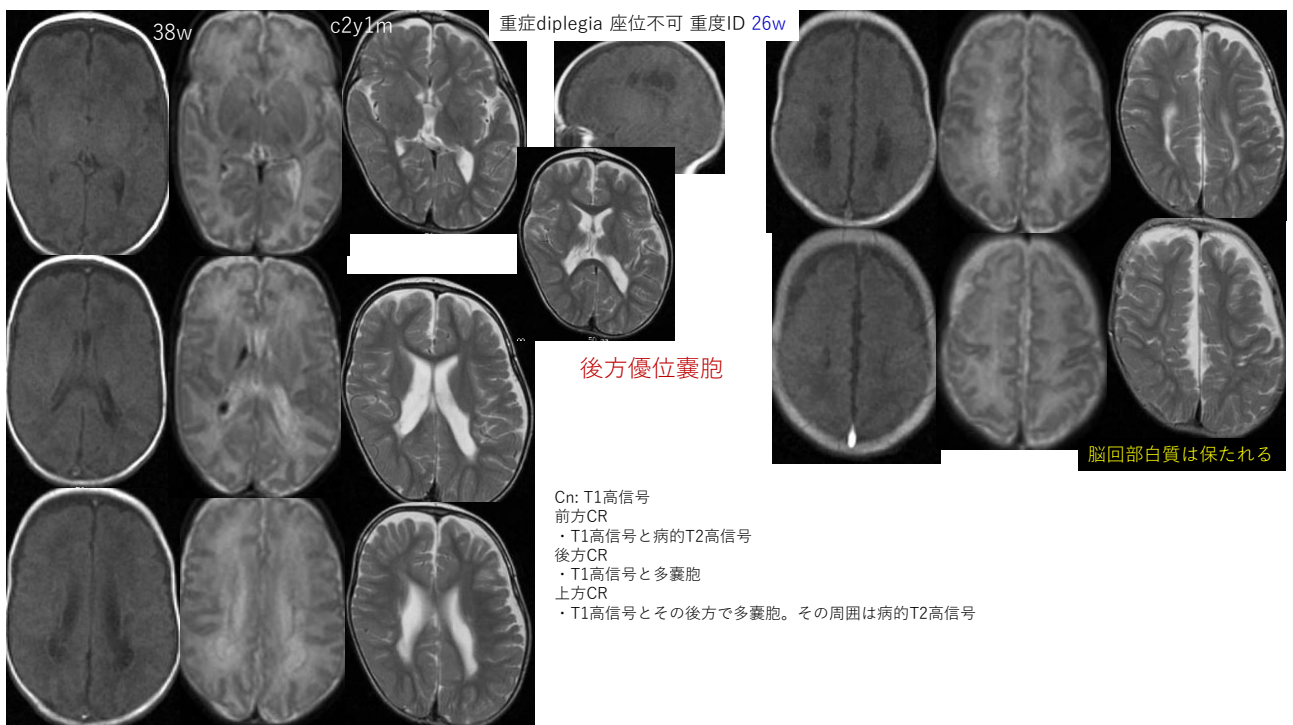 38w
c2y1m
重症diplegia 座位不可 重度ID 26w
後方優位嚢胞
脳回部白質は保たれる
Cn: T1高信号
前方CR
・T1高信号と病的T2高信号
後方CR
・T1高信号と多嚢胞
上方CR
・T1高信号とその後方で多嚢胞。その周囲は病的T2高信号